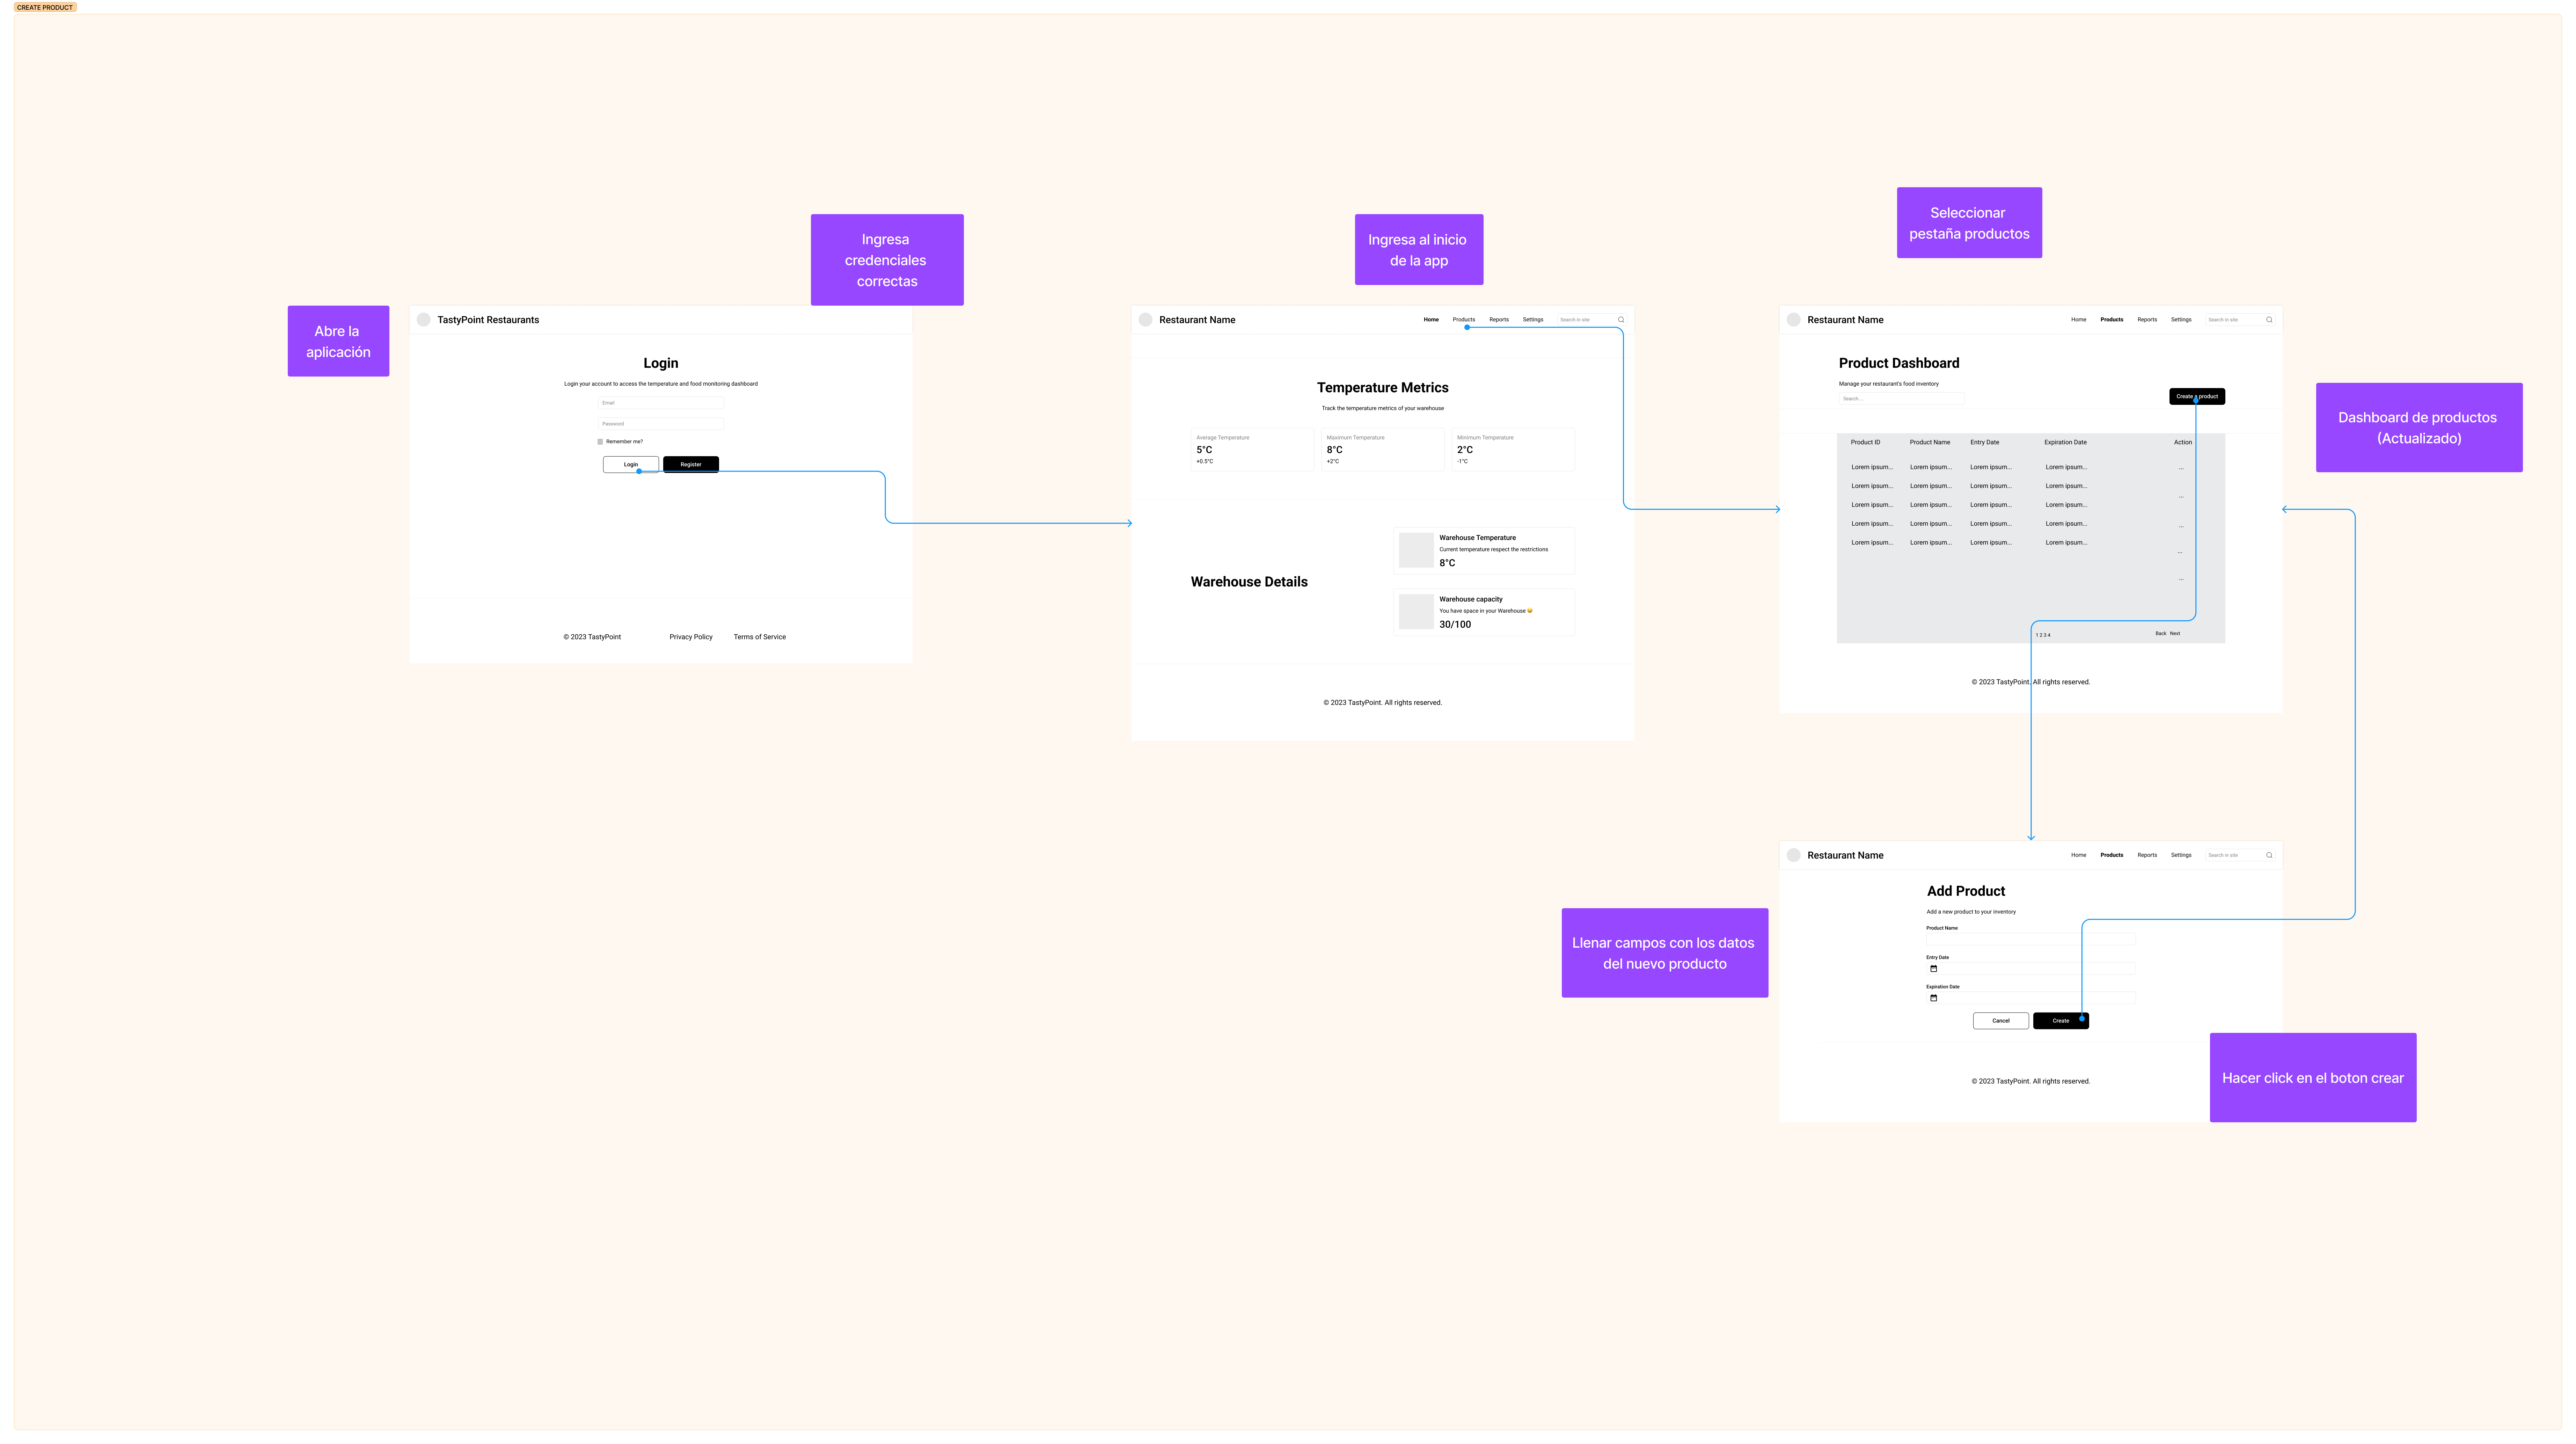 CREATE PRODUCT
Abre la
aplicación
Ingresa
credenciales
correctas
TastyPoint Restaurants
Login
Login your account to access the temperature and food monitoring dashboard
Email
Password
Remember me?
Login
Register
© 2023 TastyPoint
Privacy Policy
Terms of Service
Ingresa al inicio
de la app
Restaurant Name
Home
Products
Reports
Settings
Search in site
Temperature Metrics
Track the temperature metrics of your warehouse
Average Temperature
5°C
+0.5°C
Maximum Temperature
8°C
+2°C
Minimum Temperature
2°C
-1°C
Warehouse Details
Warehouse Temperature
Current temperature respect the restrictions
8°C
Warehouse capacity
You have space in your Warehouse 😄
30/100
© 2023 TastyPoint. All rights reserved.
Seleccionar
pestaña productos
Restaurant Name
Home
Products
Reports
Settings
Search in site
Product Dashboard
Manage your restaurant's food inventory
Search...
Create a product
Product ID Product Name Entry Date Expiration Date Action
Lorem ipsum... Lorem ipsum... Lorem ipsum... Lorem ipsum... ...
Lorem ipsum... Lorem ipsum... Lorem ipsum... Lorem ipsum... ...
Lorem ipsum... Lorem ipsum... Lorem ipsum... Lorem ipsum... ...
Lorem ipsum... Lorem ipsum... Lorem ipsum... Lorem ipsum... ...
Lorem ipsum... Lorem ipsum... Lorem ipsum... Lorem ipsum... ...
1 2 3 4
Back Next
© 2023 TastyPoint. All rights reserved.
Dashboard de productos
(Actualizado)
Llenar campos con los datos
del nuevo producto
Restaurant Name
Home
Products
Reports
Settings
Search in site
Add Product
Add a new product to your inventory
Product Name
Entry Date
Expiration Date
Cancel
Create
© 2023 TastyPoint. All rights reserved.
Hacer click en el boton crear